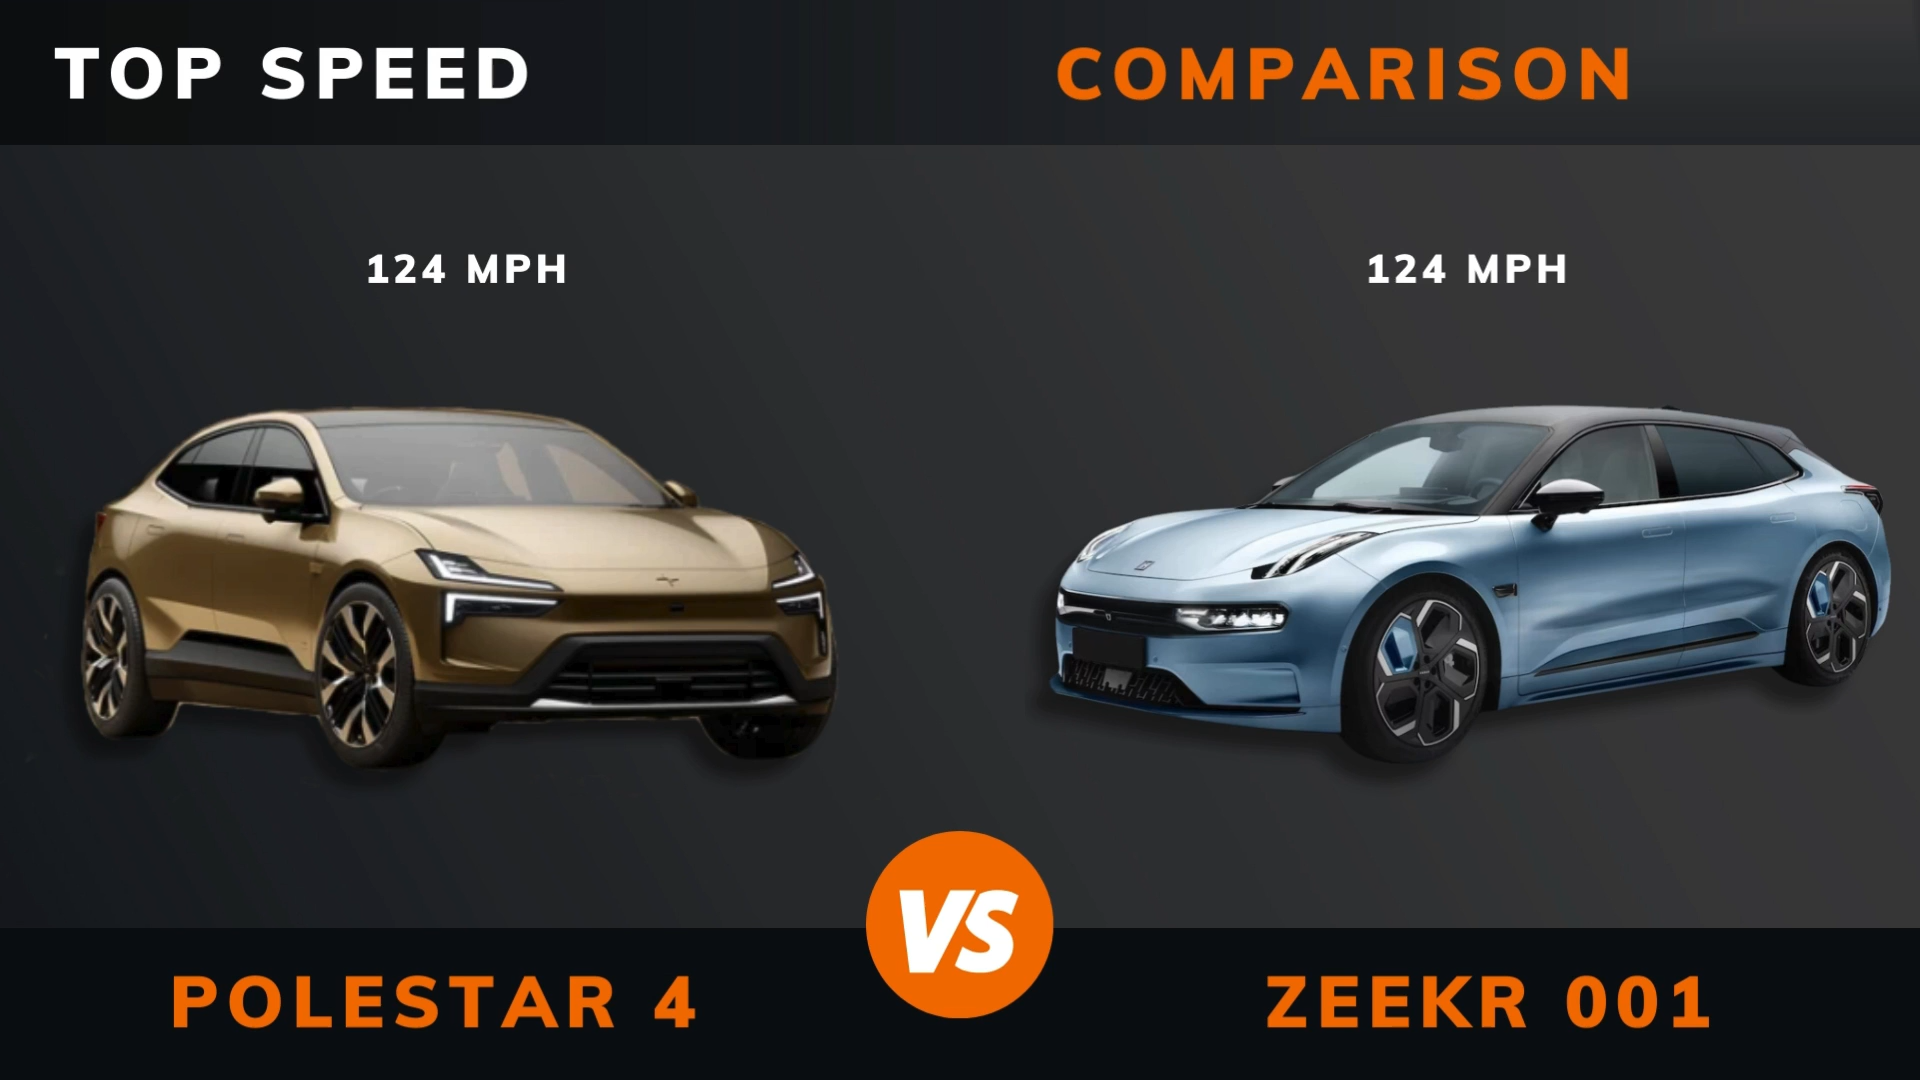 TOP SPEED
COMPARISON
124 MPH
124 MPH
VS
POLESTAR 4
ZEEKR 001